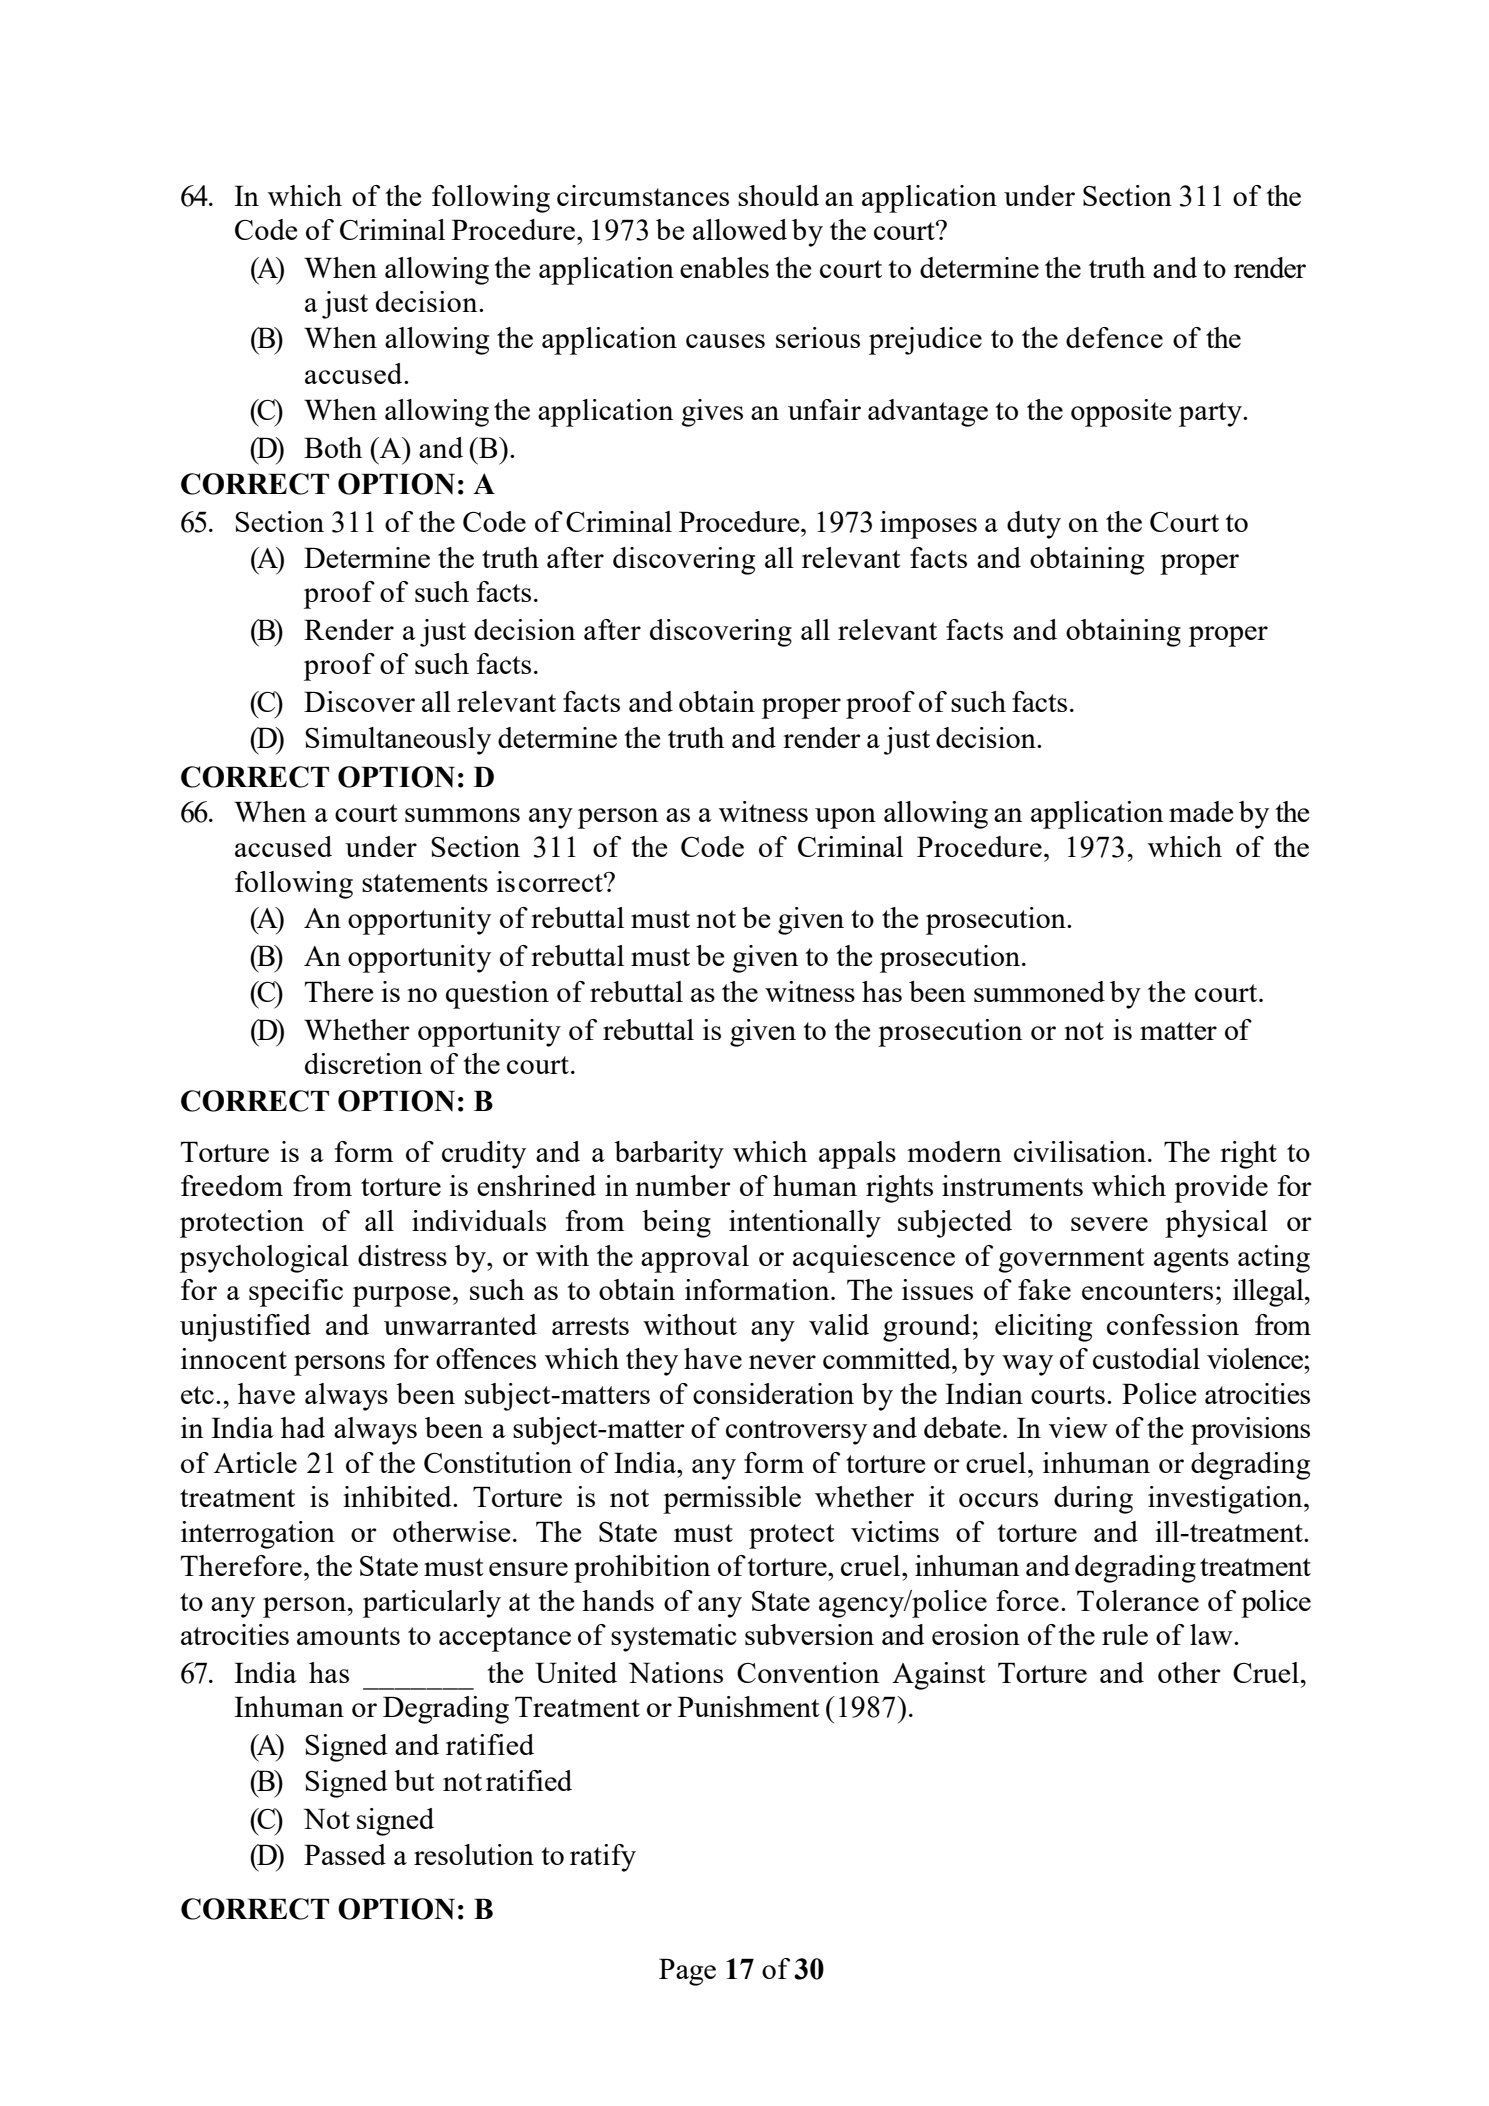 64. In which of the following circumstances should an application under Section 311 of the
Code of Criminal Procedure, 1973 be allowed by the court?
(A) When allowing the application enables the court to determine the truth and to render
a just decision.
(B) When allowing the application causes serious prejudice to the defence of the
accused.
(C) When allowing the application gives an unfair advantage to the opposite party.
(D) Both (A) and (B).
CORRECT OPTION: A
65. Section 311 of the Code of Criminal Procedure, 1973 imposes a duty on the Court to
(A) Determine the truth after discovering all relevant facts and obtaining proper
proof of such facts.
(B) Render a just decision after discovering all relevant facts and obtaining proper
proof of such facts.
(C) Discover all relevant facts and obtain proper proof of such facts.
(D) Simultaneously determine the truth and render a just decision.
CORRECT OPTION: D
66. When a court summons any person as a witness upon allowing an application made by the
accused under Section 311 of the Code of Criminal Procedure, 1973, which of the
following statements is correct?
(A) An opportunity of rebuttal must not be given to the prosecution.
(B) An opportunity of rebuttal must be given to the prosecution.
(C) There is no question of rebuttal as the witness has been summoned by the court.
(D) Whether opportunity of rebuttal is given to the prosecution or not is matter of
discretion of the court.
CORRECT OPTION: B
Torture is a form of crudity and a barbarity which appals modern civilisation. The right to
freedom from torture is enshrined in number of human rights instruments which provide for
protection of all individuals from being intentionally subjected to severe physical or
psychological distress by, or with the approval or acquiescence of government agents acting
for a specific purpose, such as to obtain information. The issues of fake encounters; illegal,
unjustified and unwarranted arrests without any valid ground; eliciting confession from
innocent persons for offences which they have never committed, by way of custodial violence;
etc., have always been subject-matters of consideration by the Indian courts. Police atrocities
in India had always been a subject-matter of controversy and debate. In view of the provisions
of Article 21 of the Constitution of India, any form of torture or cruel, inhuman or degrading
treatment is inhibited. Torture is not permissible whether it occurs during investigation,
interrogation or otherwise. The State must protect victims of torture and ill-treatment.
Therefore, the State must ensure prohibition of torture, cruel, inhuman and degrading treatment
to any person, particularly at the hands of any State agency/police force. Tolerance of police
atrocities amounts to acceptance of systematic subversion and erosion of the rule of law.
67. India has _______ the United Nations Convention Against Torture and other Cruel,
Inhuman or Degrading Treatment or Punishment (1987).
(A) Signed and ratified
(B) Signed but not ratified
(C) Not signed
(D) Passed a resolution to ratify
CORRECT OPTION: B
Page 17 of 30